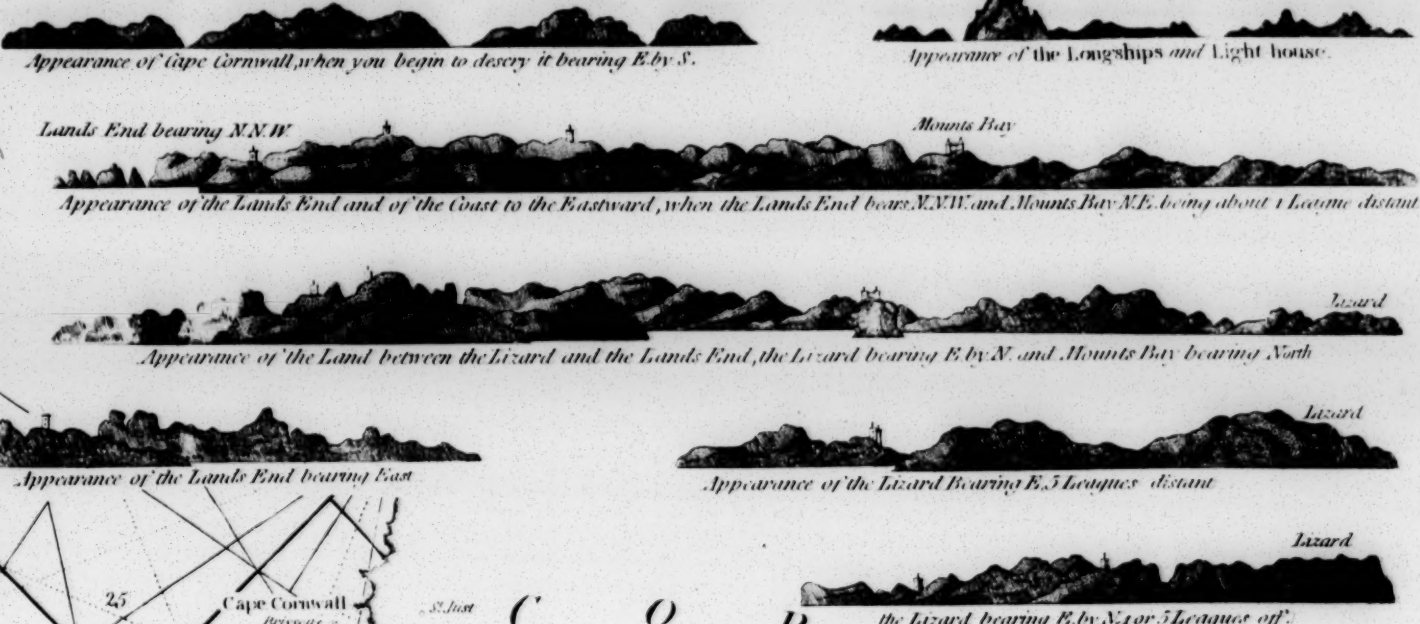 Appearance of Cape Cornwall, when you begin to descry it bearing E. by S.
Appearance of the Longships and Light house.
Lands End bearing N.N.W.
Mounts Bay
Appearance of the Lands End and of the Coast to the Eastward, when the Lands End bears N.N.W. and Mounts Bay N.E. being about 1 League distant
Lizard
Appearance of the Land between the Lizard and the Lands End, the Lizard bearing E. by N. and Mounts Bay bearing North
Appearance of the Lands End bearing East
Lizard
Appearance of the Lizard Bearing E. 5 Leagues distant
Lizard
the Lizard bearing E. by N. 4 or 5 Leagues off.
25
Cape Cornwall
St. Just
C O